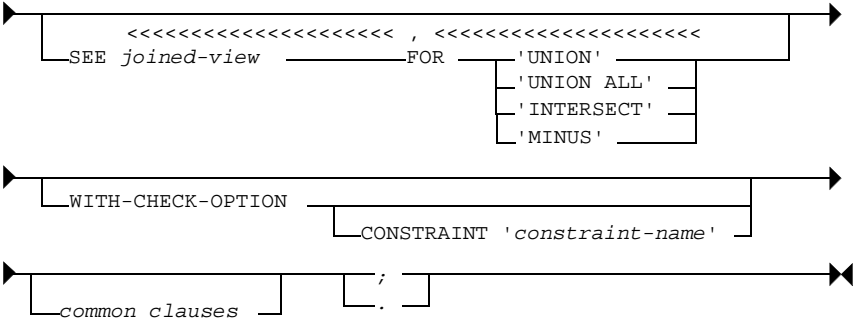 <<<<<<<<<<<<<<<<<<<<< , <<<<<<<<<<<<<<<<<<<<<
SEE joined-view FOR 'UNION'
'UNION ALL'
'INTERSECT'
'MINUS'
WITH-CHECK-OPTION
CONSTRAINT 'constraint-name'
;
common clauses .